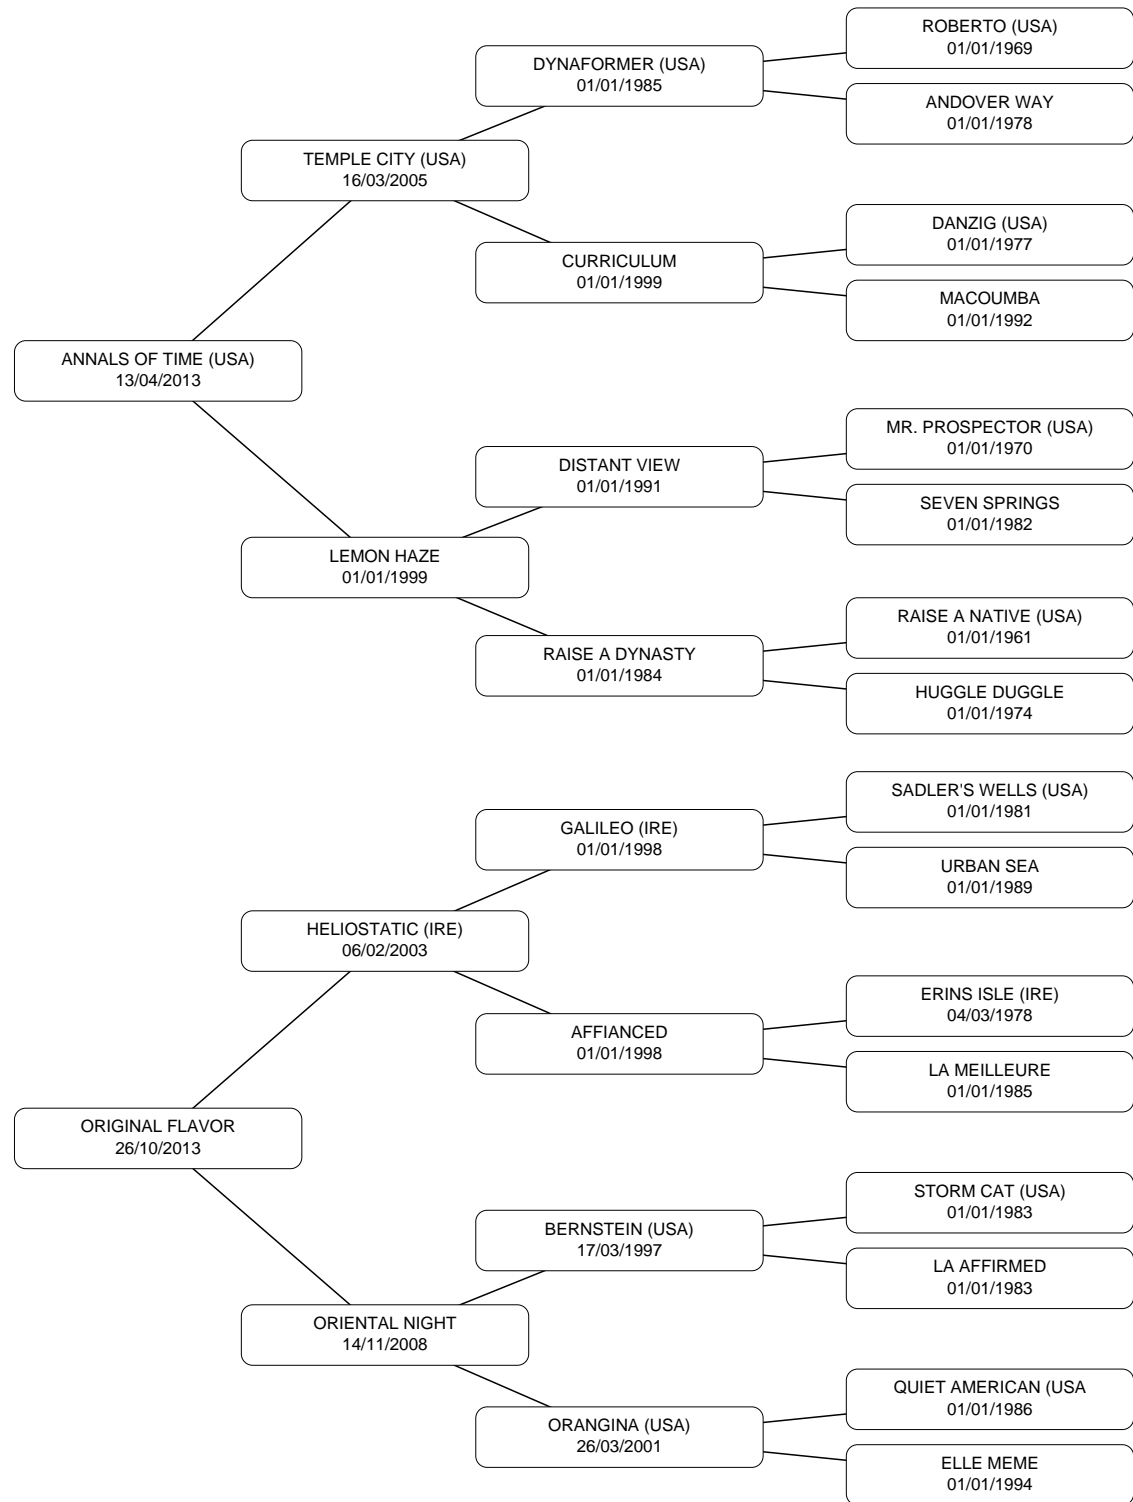 ROBERTO (USA)
01/01/1969
DYNAFORMER (USA)
01/01/1985
ANDOVER WAY
01/01/1978
TEMPLE CITY (USA)
16/03/2005
DANZIG (USA)
01/01/1977
CURRICULUM
01/01/1999
MACOUMBA
01/01/1992
ANNALS OF TIME (USA)
13/04/2013
MR. PROSPECTOR (USA)
01/01/1970
DISTANT VIEW
01/01/1991
SEVEN SPRINGS
01/01/1982
LEMON HAZE
01/01/1999
RAISE A NATIVE (USA)
01/01/1961
RAISE A DYNASTY
01/01/1984
HUGGLE DUGGLE
01/01/1974
SADLER'S WELLS (USA)
01/01/1981
GALILEO (IRE)
01/01/1998
URBAN SEA
01/01/1989
HELIOSTATIC (IRE)
06/02/2003
ERINS ISLE (IRE)
04/03/1978
AFFIANCED
01/01/1998
LA MEILLEURE
01/01/1985
ORIGINAL FLAVOR
26/10/2013
STORM CAT (USA)
01/01/1983
BERNSTEIN (USA)
17/03/1997
LA AFFIRMED
01/01/1983
ORIENTAL NIGHT
14/11/2008
QUIET AMERICAN (USA
01/01/1986
ORANGINA (USA)
26/03/2001
ELLE MEME
01/01/1994